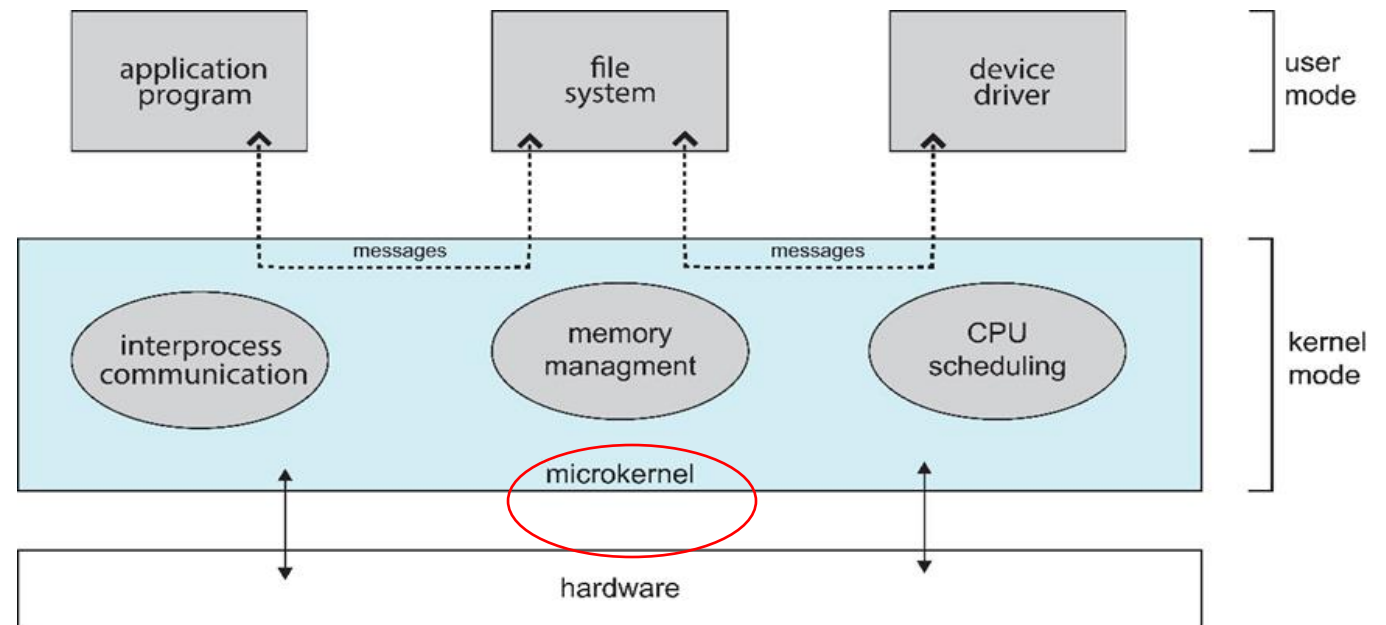 application
program
file
system
device
driver
user
mode
messages
messages
interprocess
communication
memory
managment
CPU
scheduling
kernel
mode
microkernel
hardware